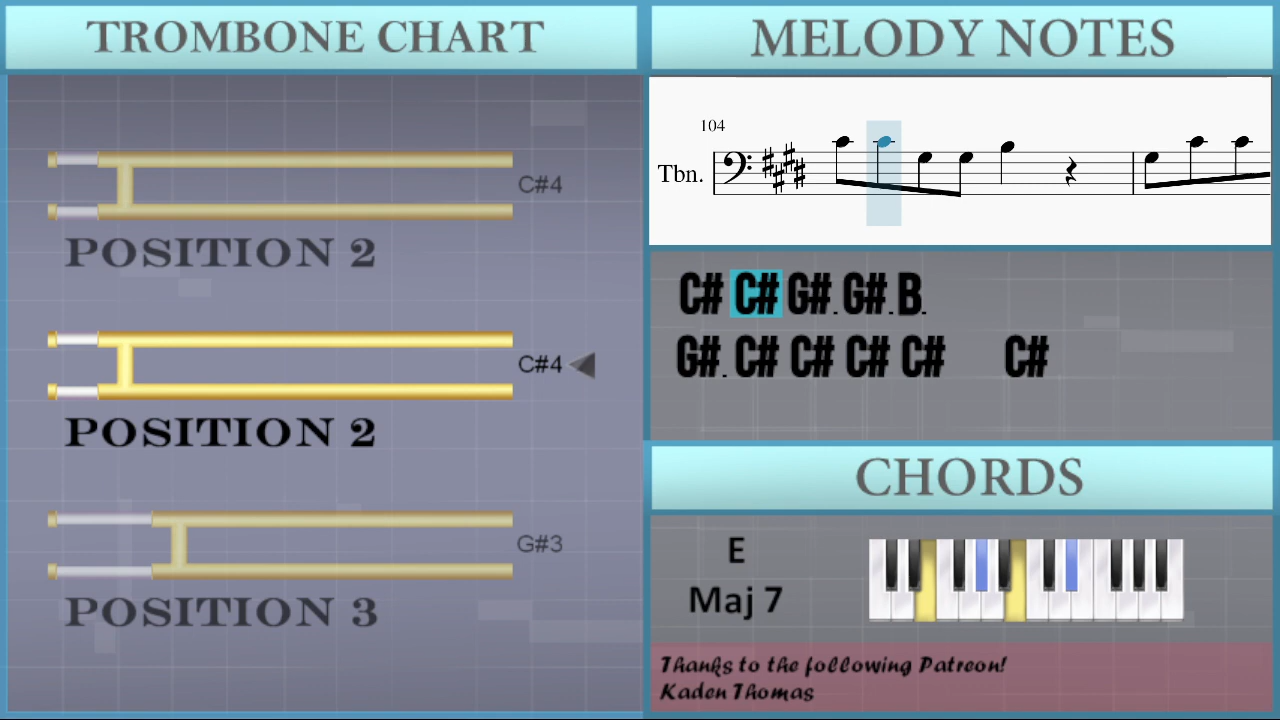 TROMBONE CHART
C#4
POSITION 2
C#4
POSITION 2
G#3
POSITION 3
MELODY NOTES
104
Tbn.
C# C# G#. G#. B.
G#. C# C# C# C# C#
CHORDS
E
Maj 7
Thanks to the following Patreon!
Kaden Thomas